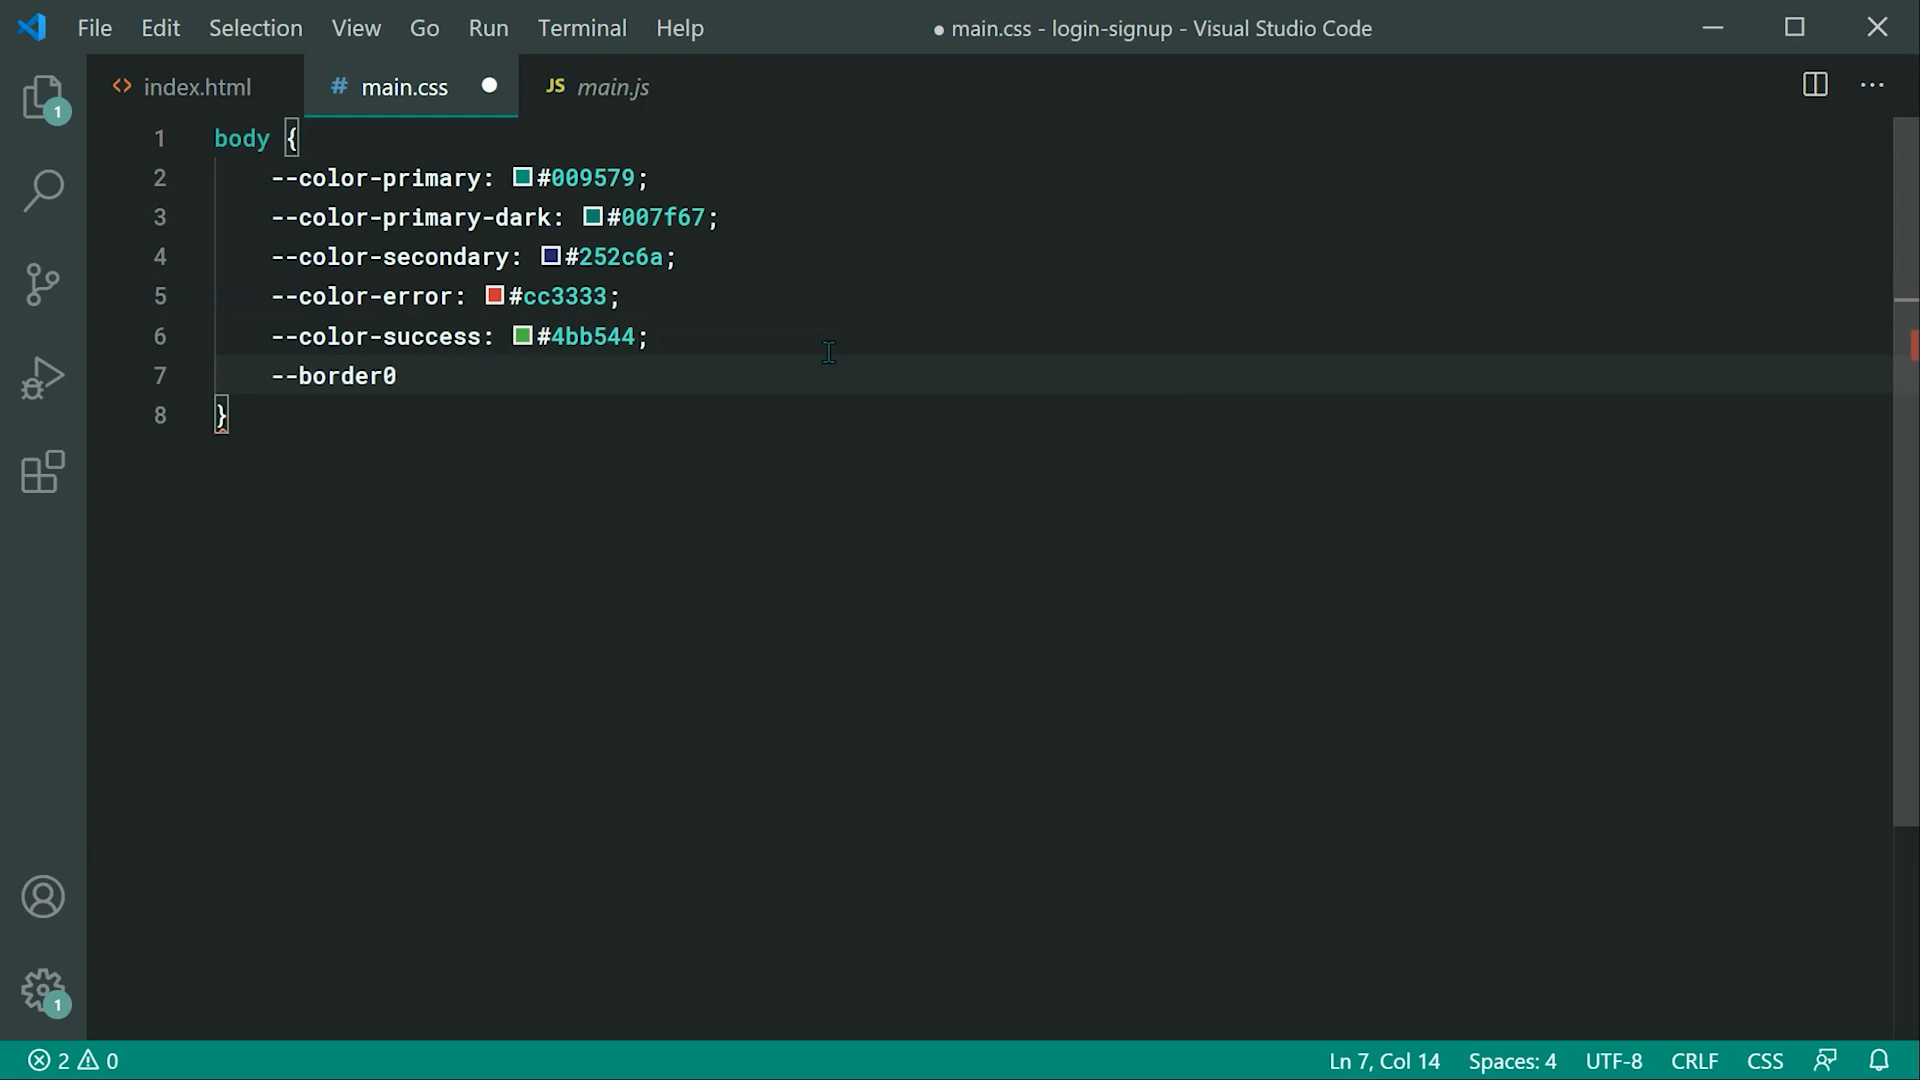 File Edit Selection View Go Run Terminal Help ● main.css - login-signup - Visual Studio Code
<> index.html # main.css ● JS main.js ...
1 body {
2 --color-primary: #009579;
3 --color-primary-dark: #007f67;
4 --color-secondary: #252c6a;
5 --color-error: #cc3333;
6 --color-success: #4bb544;
7 --border0
8 }
1
1
2 0 Ln 7, Col 14 Spaces: 4 UTF-8 CRLF CSS